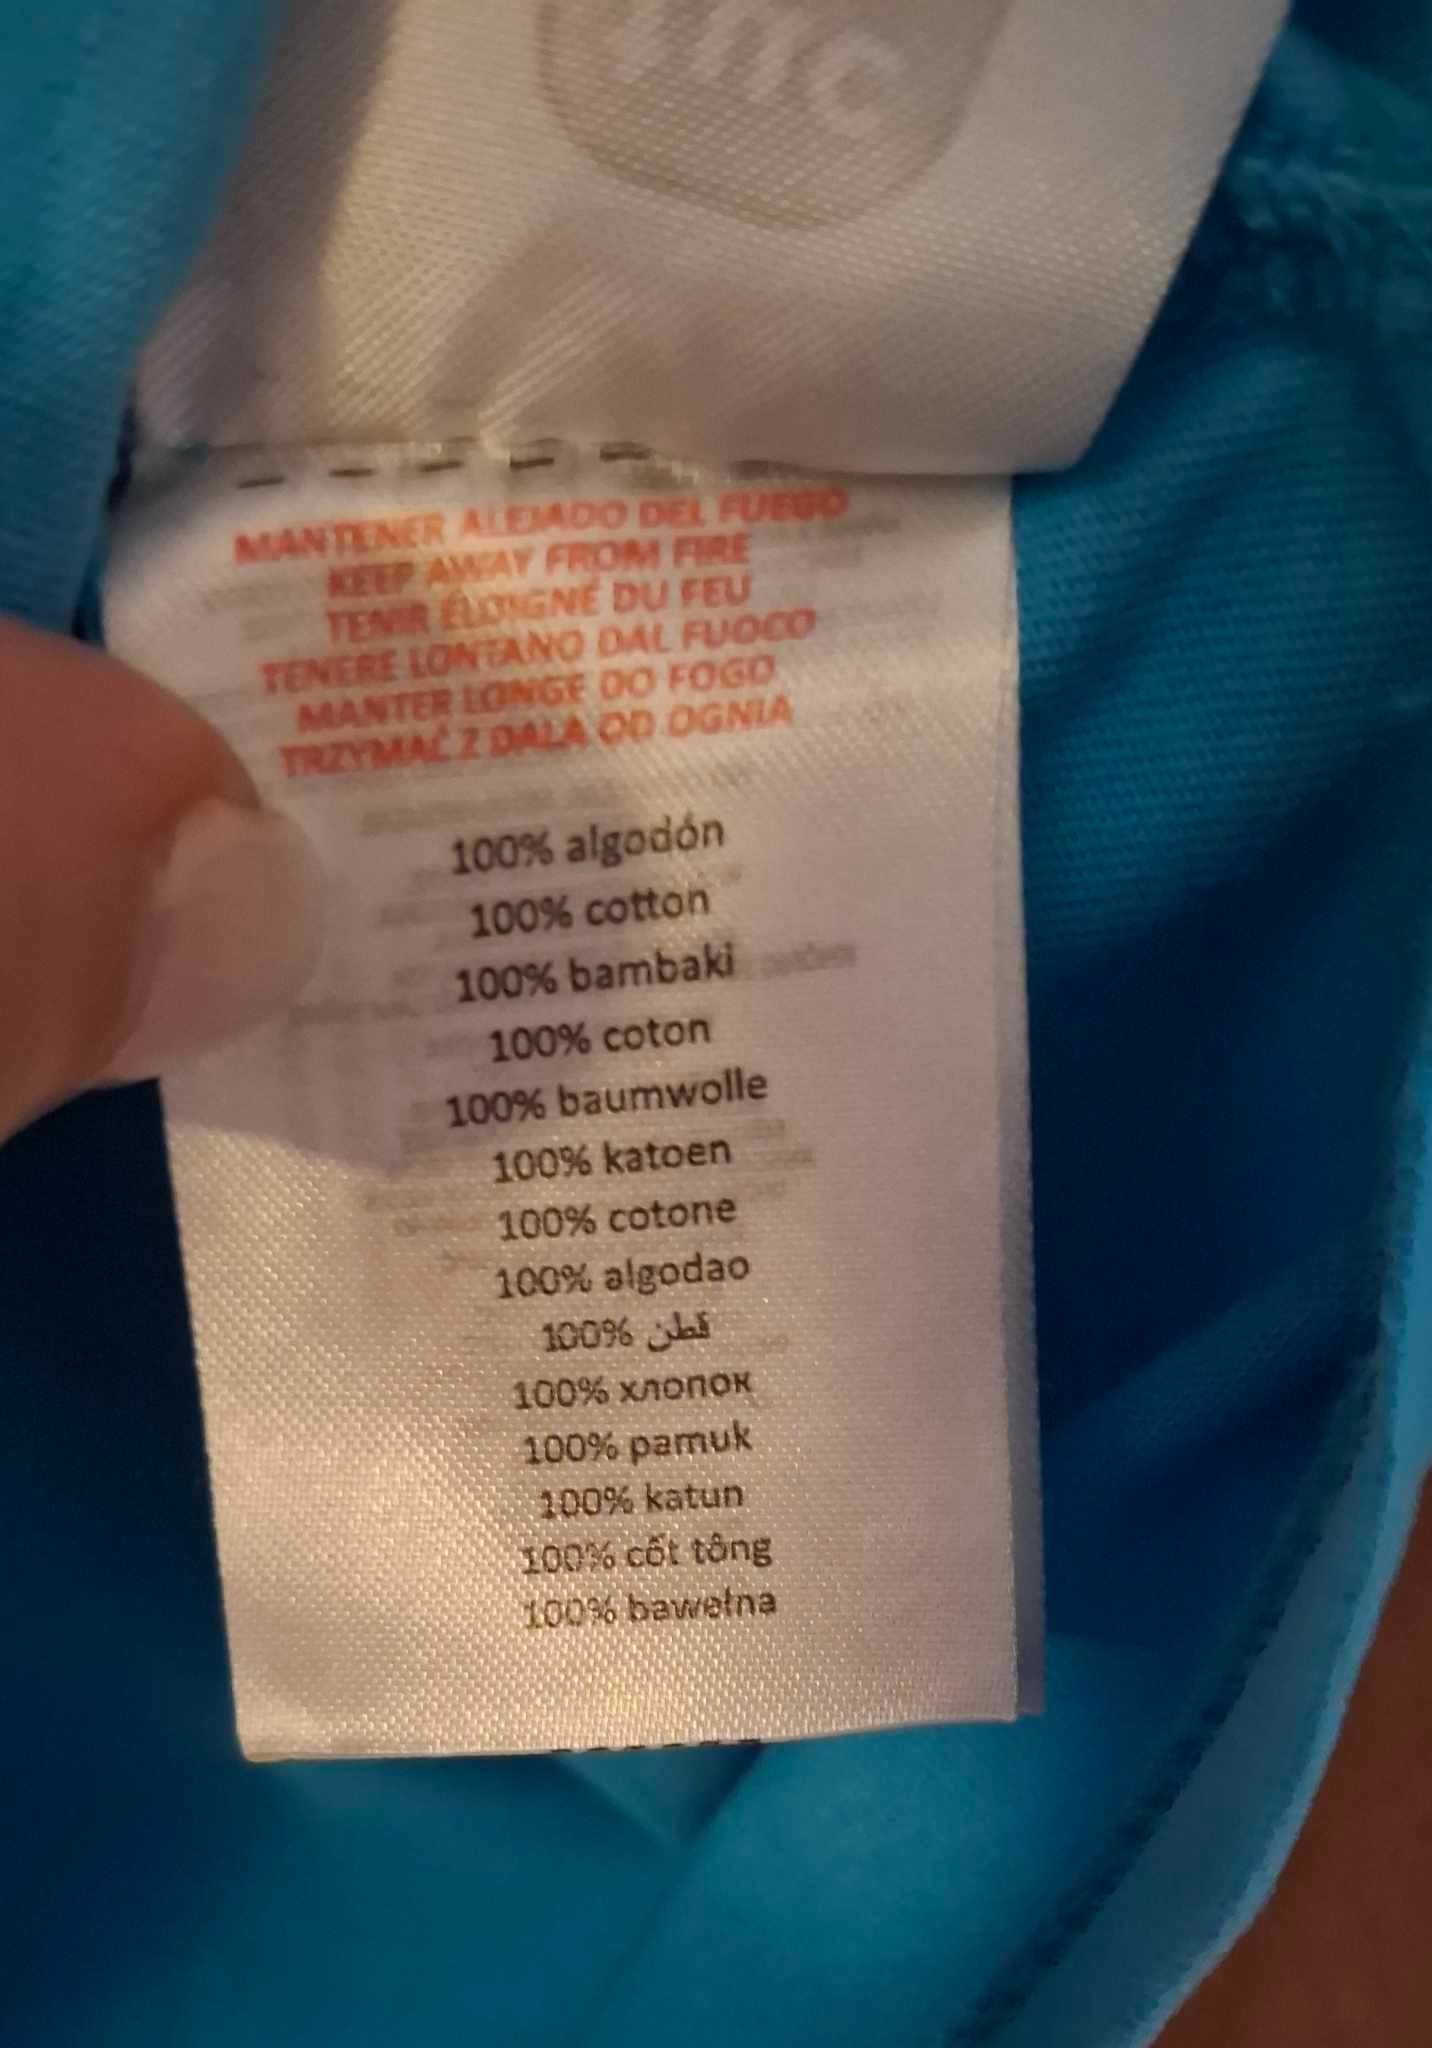 MANTENER ALEJADO DEL FUEGO
KEEP AWAY FROM FIRE
TENIR ÉLOIGNÉ DU FEU
TENERE LONTANO DAL FUOCO
MANTER LONGE DO FOGO
TRZYMAĆ Z DALA OD OGNIA
100% algodón
100% cotton
100% bambaki
100% coton
100% baumwolle
100% katoen
100% cotone
100% algodao
100% قطن
100% хлопок
100% pamuk
100% katun
100% cốt tông
100% bawełna